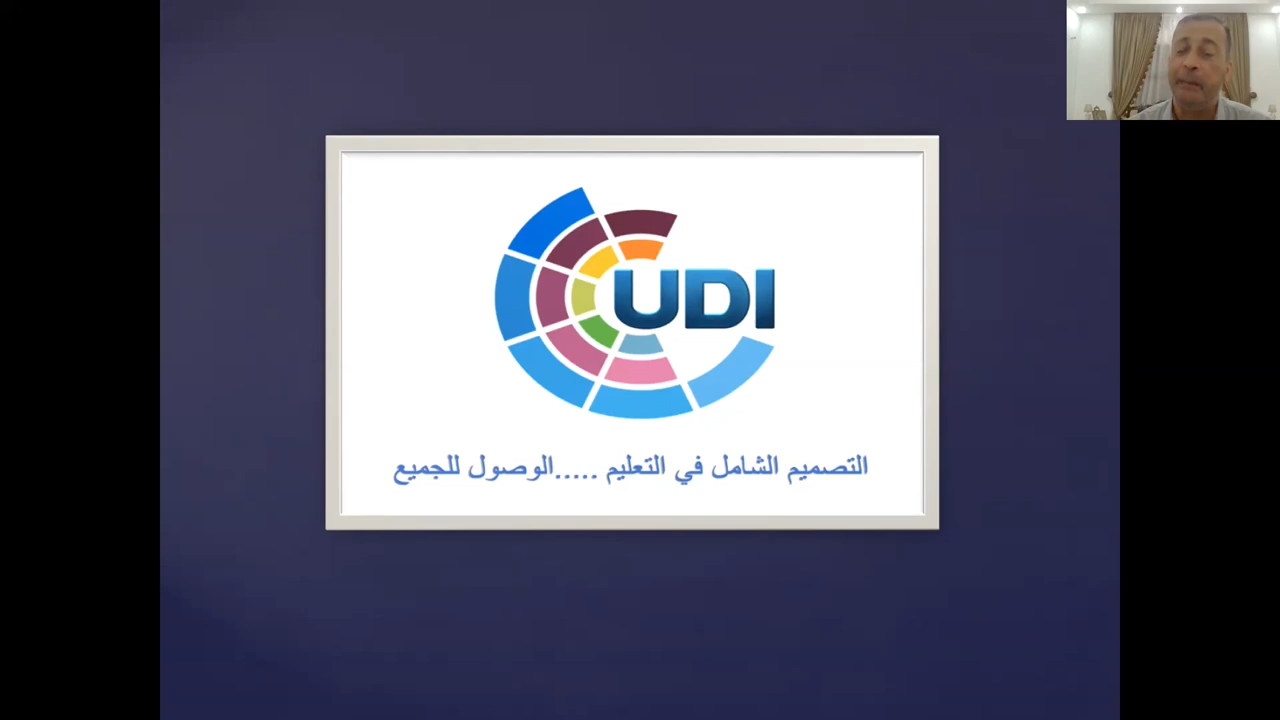 UDI
التصميم الشامل في التعليم .....الوصول للجميع